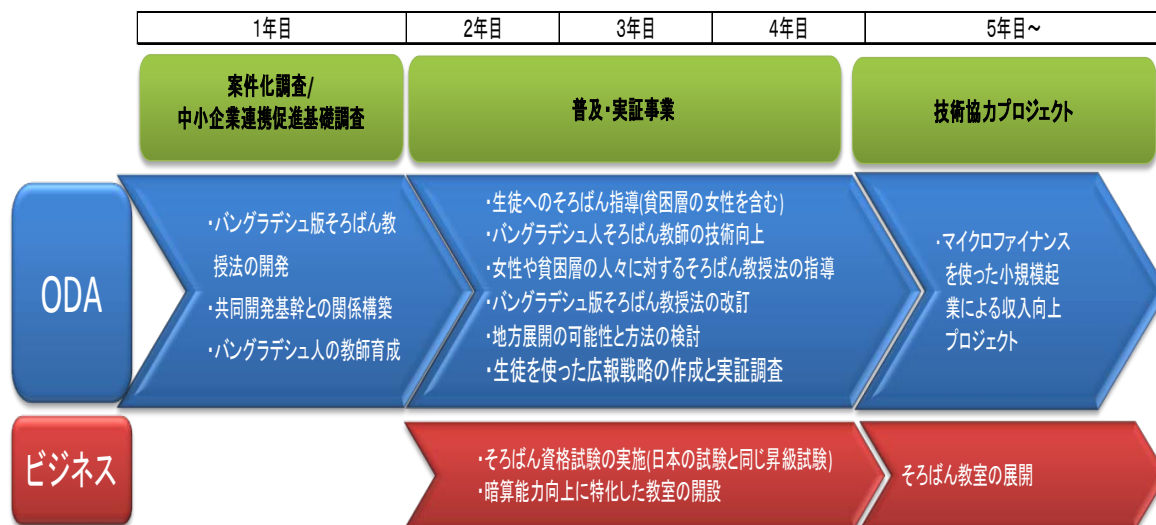 1年目
2年目
3年目
4年目
5年目～
案件化調査/
中小企業連携促進基礎調査
普及・実証事業
技術協力プロジェクト
ODA
・バングラデシュ版そろばん教
授法の開発
・共同開発基幹との関係構築
・バングラデシュ人の教師育成
・生徒へのそろばん指導(貧困層の女性を含む)
・バングラデシュ人そろばん教師の技術向上
・女性や貧困層の人々に対するそろばん教授法の指導
・バングラデシュ版そろばん教授法の改訂
・地方展開の可能性と方法の検討
・生徒を使った広報戦略の作成と実証調査
・マイクロファイナンス
を使った小規模起
業による収入向上
プロジェクト
ビジネス
・そろばん資格試験の実施(日本の試験と同じ昇級試験)
・暗算能力向上に特化した教室の開設
そろばん教室の展開